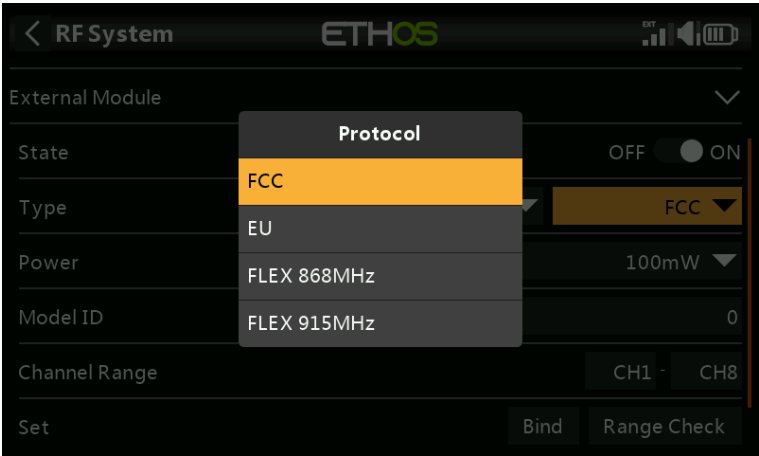 RF System ETHOS EXT
External Module
Protocol
State OFF ON
FCC
Type FCC
EU
Power 100mW
FLEX 868MHz
Model ID 0
FLEX 915MHz
Channel Range CH1 - CH8
Set Bind Range Check